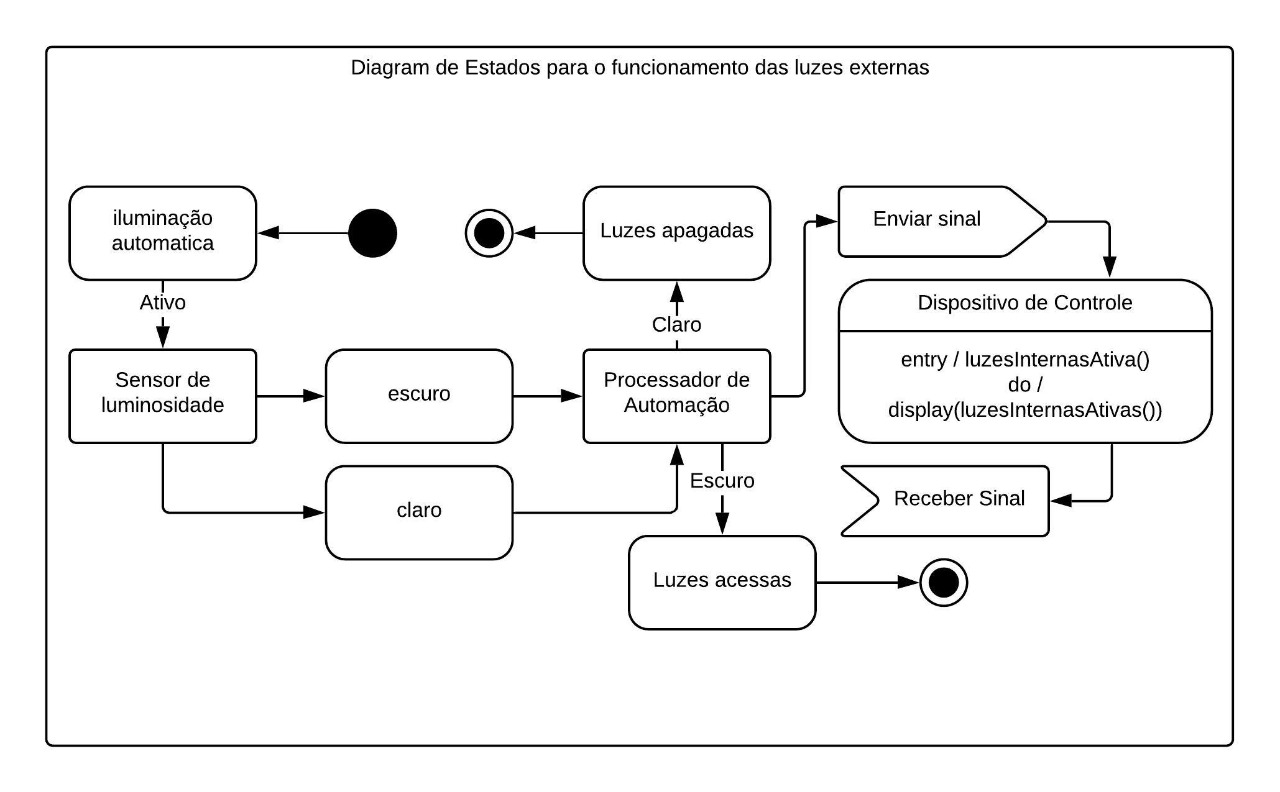 Diagram de Estados para o funcionamento das luzes externas
iluminação
automatica
Luzes apagadas
Enviar sinal
Ativo
Claro
Dispositivo de Controle
entry / luzesInternasAtiva()
do /
display(luzesInternasAtivas())
Sensor de
luminosidade
escuro
Processador de
Automação
claro
Escuro
Receber Sinal
Luzes acessas